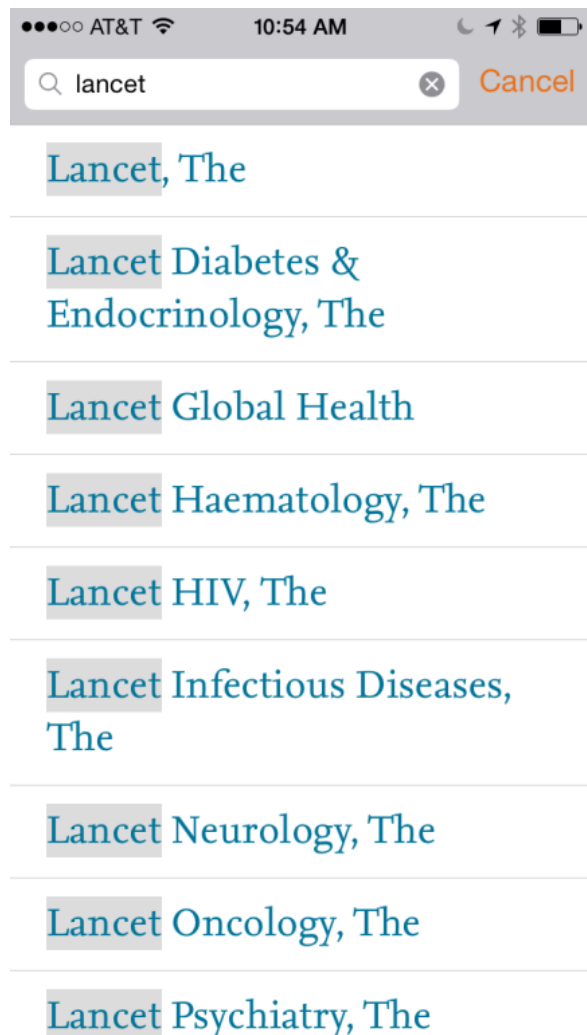 AT&T 10:54 AM
lancet Cancel
Lancet, The
Lancet Diabetes &
Endocrinology, The
Lancet Global Health
Lancet Haematology, The
Lancet HIV, The
Lancet Infectious Diseases,
The
Lancet Neurology, The
Lancet Oncology, The
Lancet Psychiatry, The